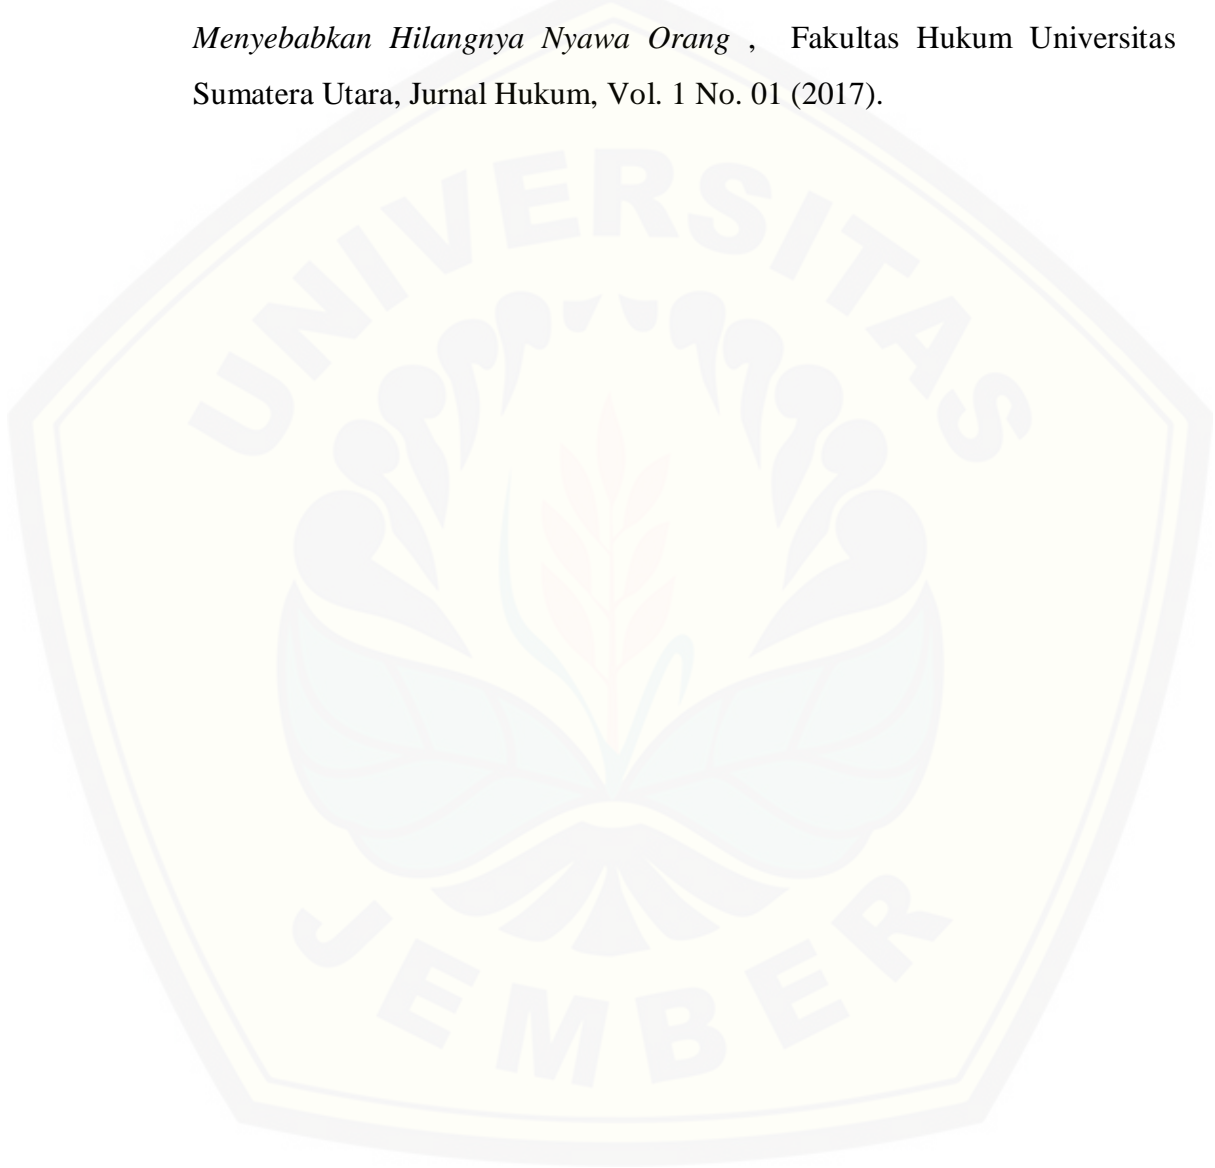 Menyebabkan Hilangnya Nyawa Orang , Fakultas Hukum Universitas
Sumatera Utara, Jurnal Hukum, Vol. 1 No. 01 (2017).
UNIVERSITAS
JEMBER